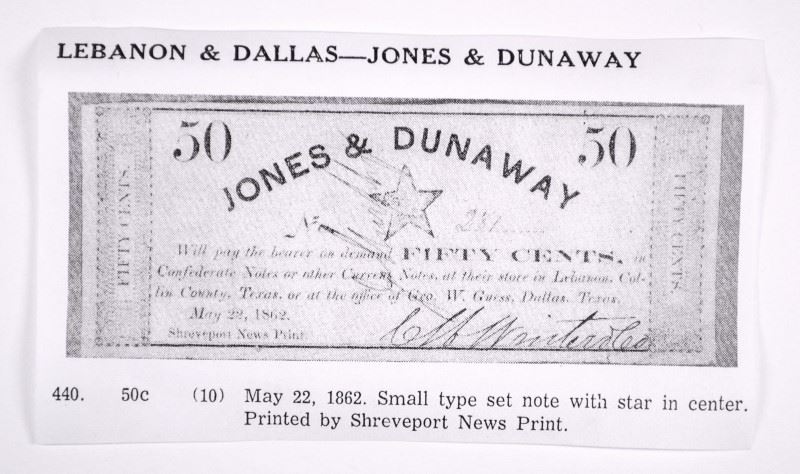 LEBANON & DALLAS—JONES & DUNAWAY
50 50
JONES & DUNAWAY
No 281
FIFTY CENTS.
FIFTY CENTS.
Will pay the bearer on demand FIFTY CENTS, in
Confederate Notes or other Current Notes, at their store in Lebanon, Col-
lin County, Texas, or at the office of Geo. W. Guess, Dallas, Texas.
May 22, 1862.
Shreveport News Print.
440. 50c (10) May 22, 1862. Small type set note with star in center.
Printed by Shreveport News Print.